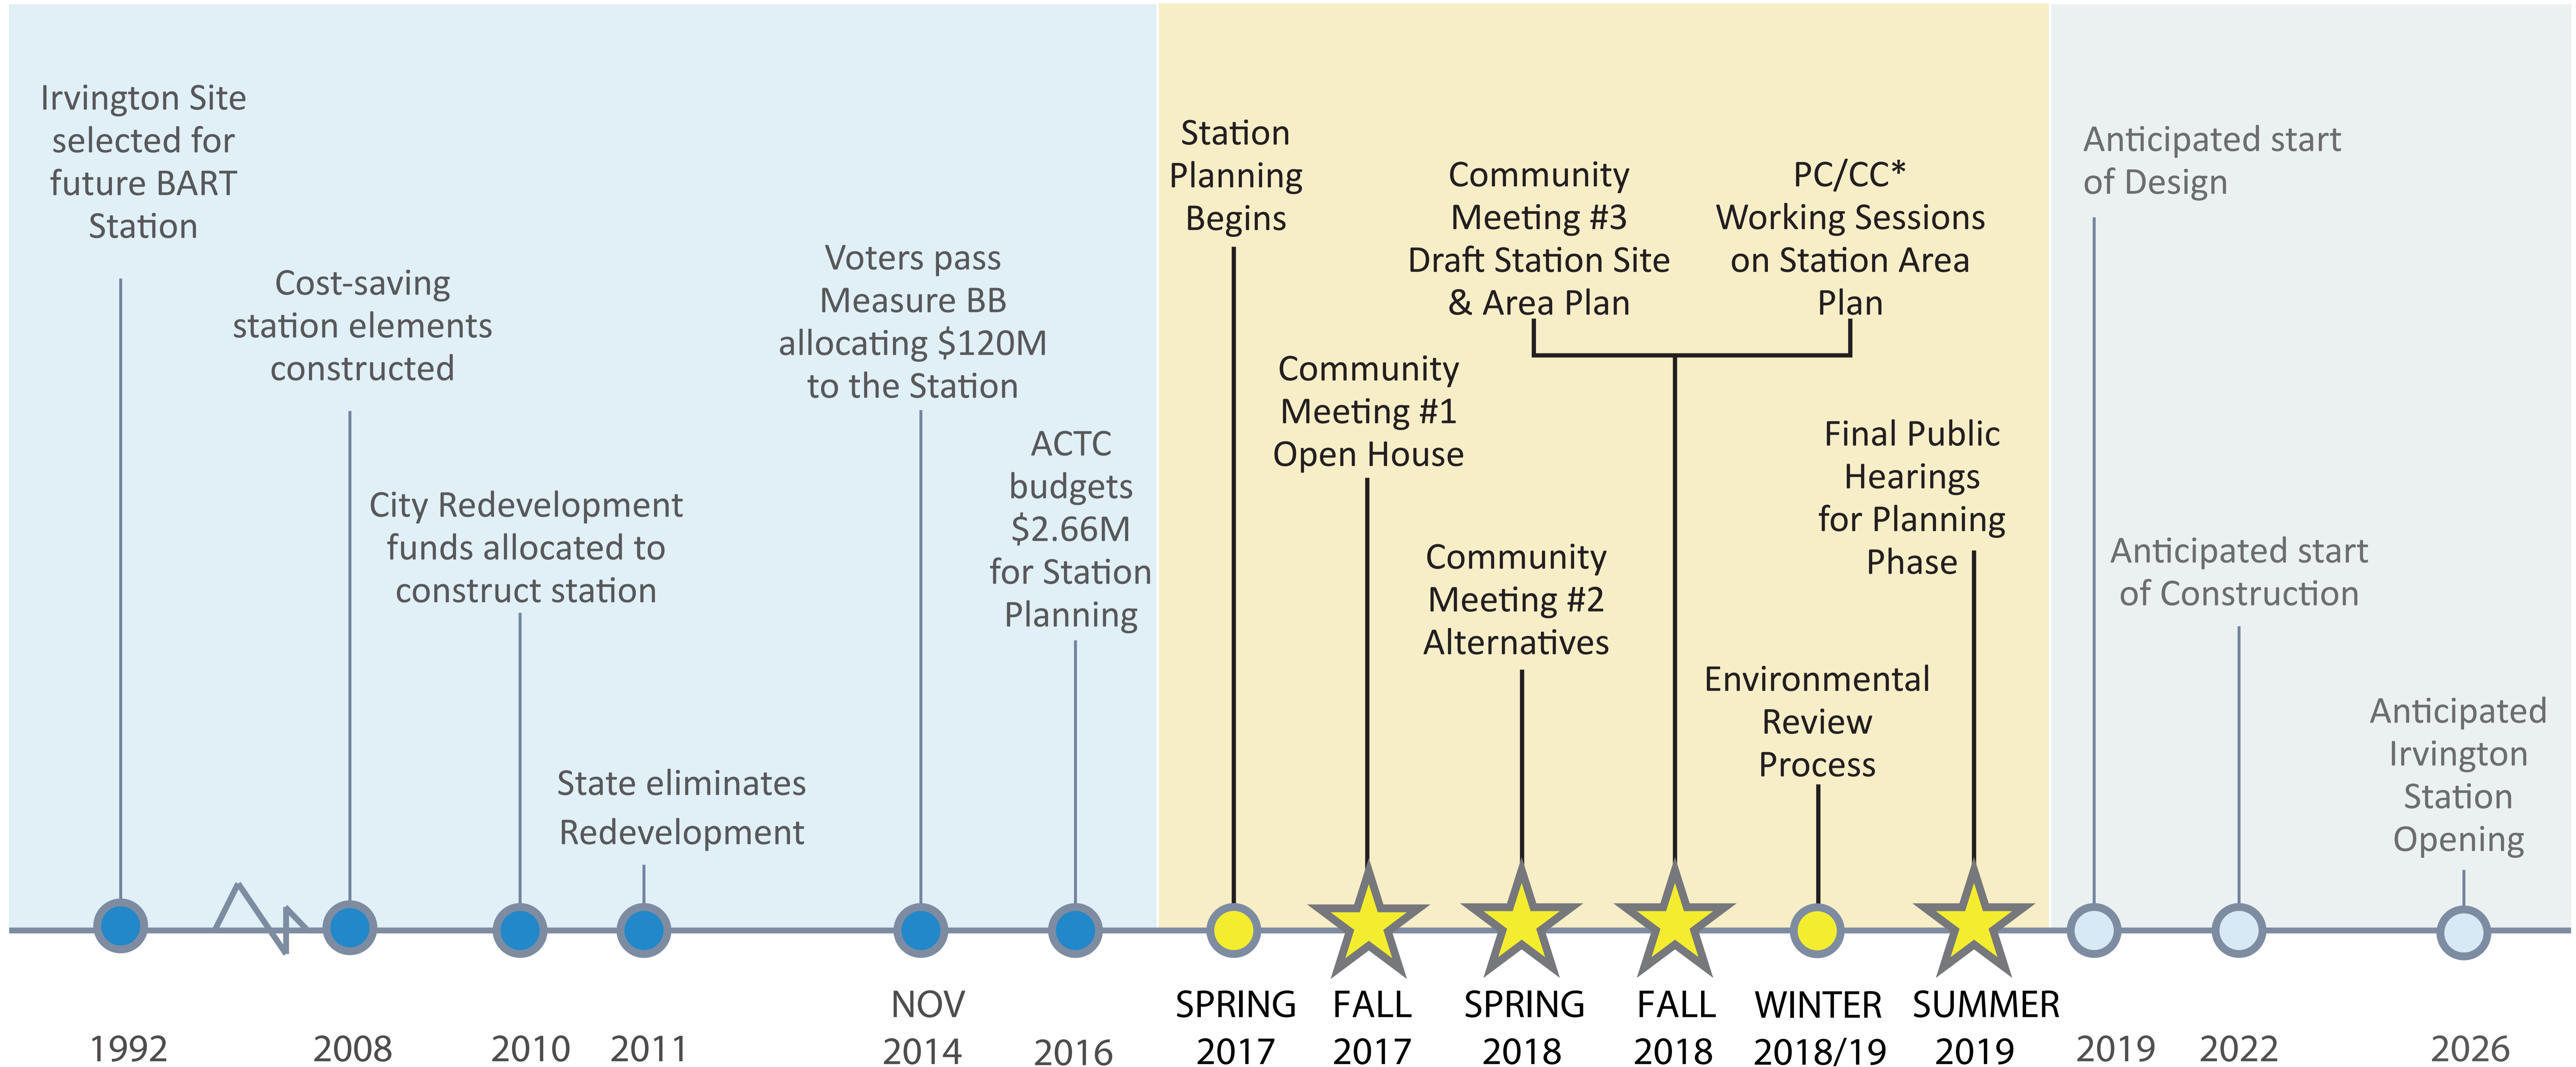 Irvington Site
selected for
future BART
Station
1992
Cost-saving
station elements
constructed
2008
City Redevelopment
funds allocated to
construct station
2010
State eliminates
Redevelopment
2011
Voters pass
Measure BB
allocating $120M
to the Station
NOV
2014
ACTC
budgets
$2.66M
for Station
Planning
2016
Station
Planning
Begins
SPRING
2017
Community
Meeting #1
Open House
FALL
2017
Community
Meeting #2
Alternatives
SPRING
2018
Community
Meeting #3
Draft Station Site
& Area Plan
PC/CC*
Working Sessions
on Station Area
Plan
FALL
2018
Environmental
Review
Process
WINTER
2018/19
Final Public
Hearings
for Planning
Phase
SUMMER
2019
Anticipated start
of Design
2019
Anticipated start
of Construction
2022
Anticipated
Irvington
Station
Opening
2026